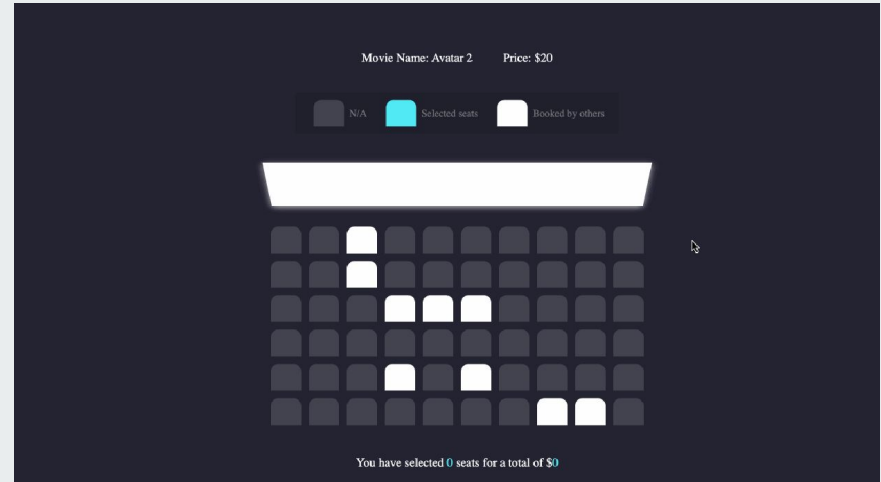 Movie Name: Avatar 2 Price: $20
N/A Selected seats Booked by others
You have selected 0 seats for a total of $0